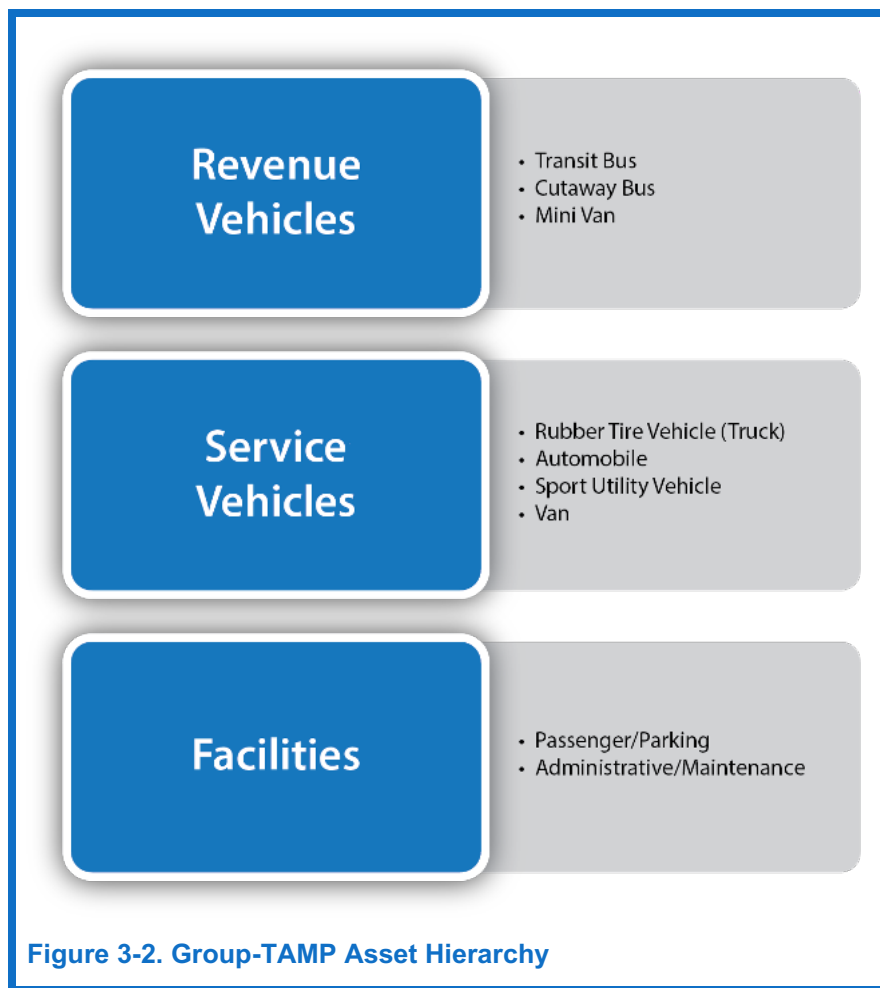 Revenue
Vehicles
• Transit Bus
• Cutaway Bus
• Mini Van
Service
Vehicles
• Rubber Tire Vehicle (Truck)
• Automobile
• Sport Utility Vehicle
• Van
Facilities
• Passenger/Parking
• Administrative/Maintenance
Figure 3-2. Group-TAMP Asset Hierarchy